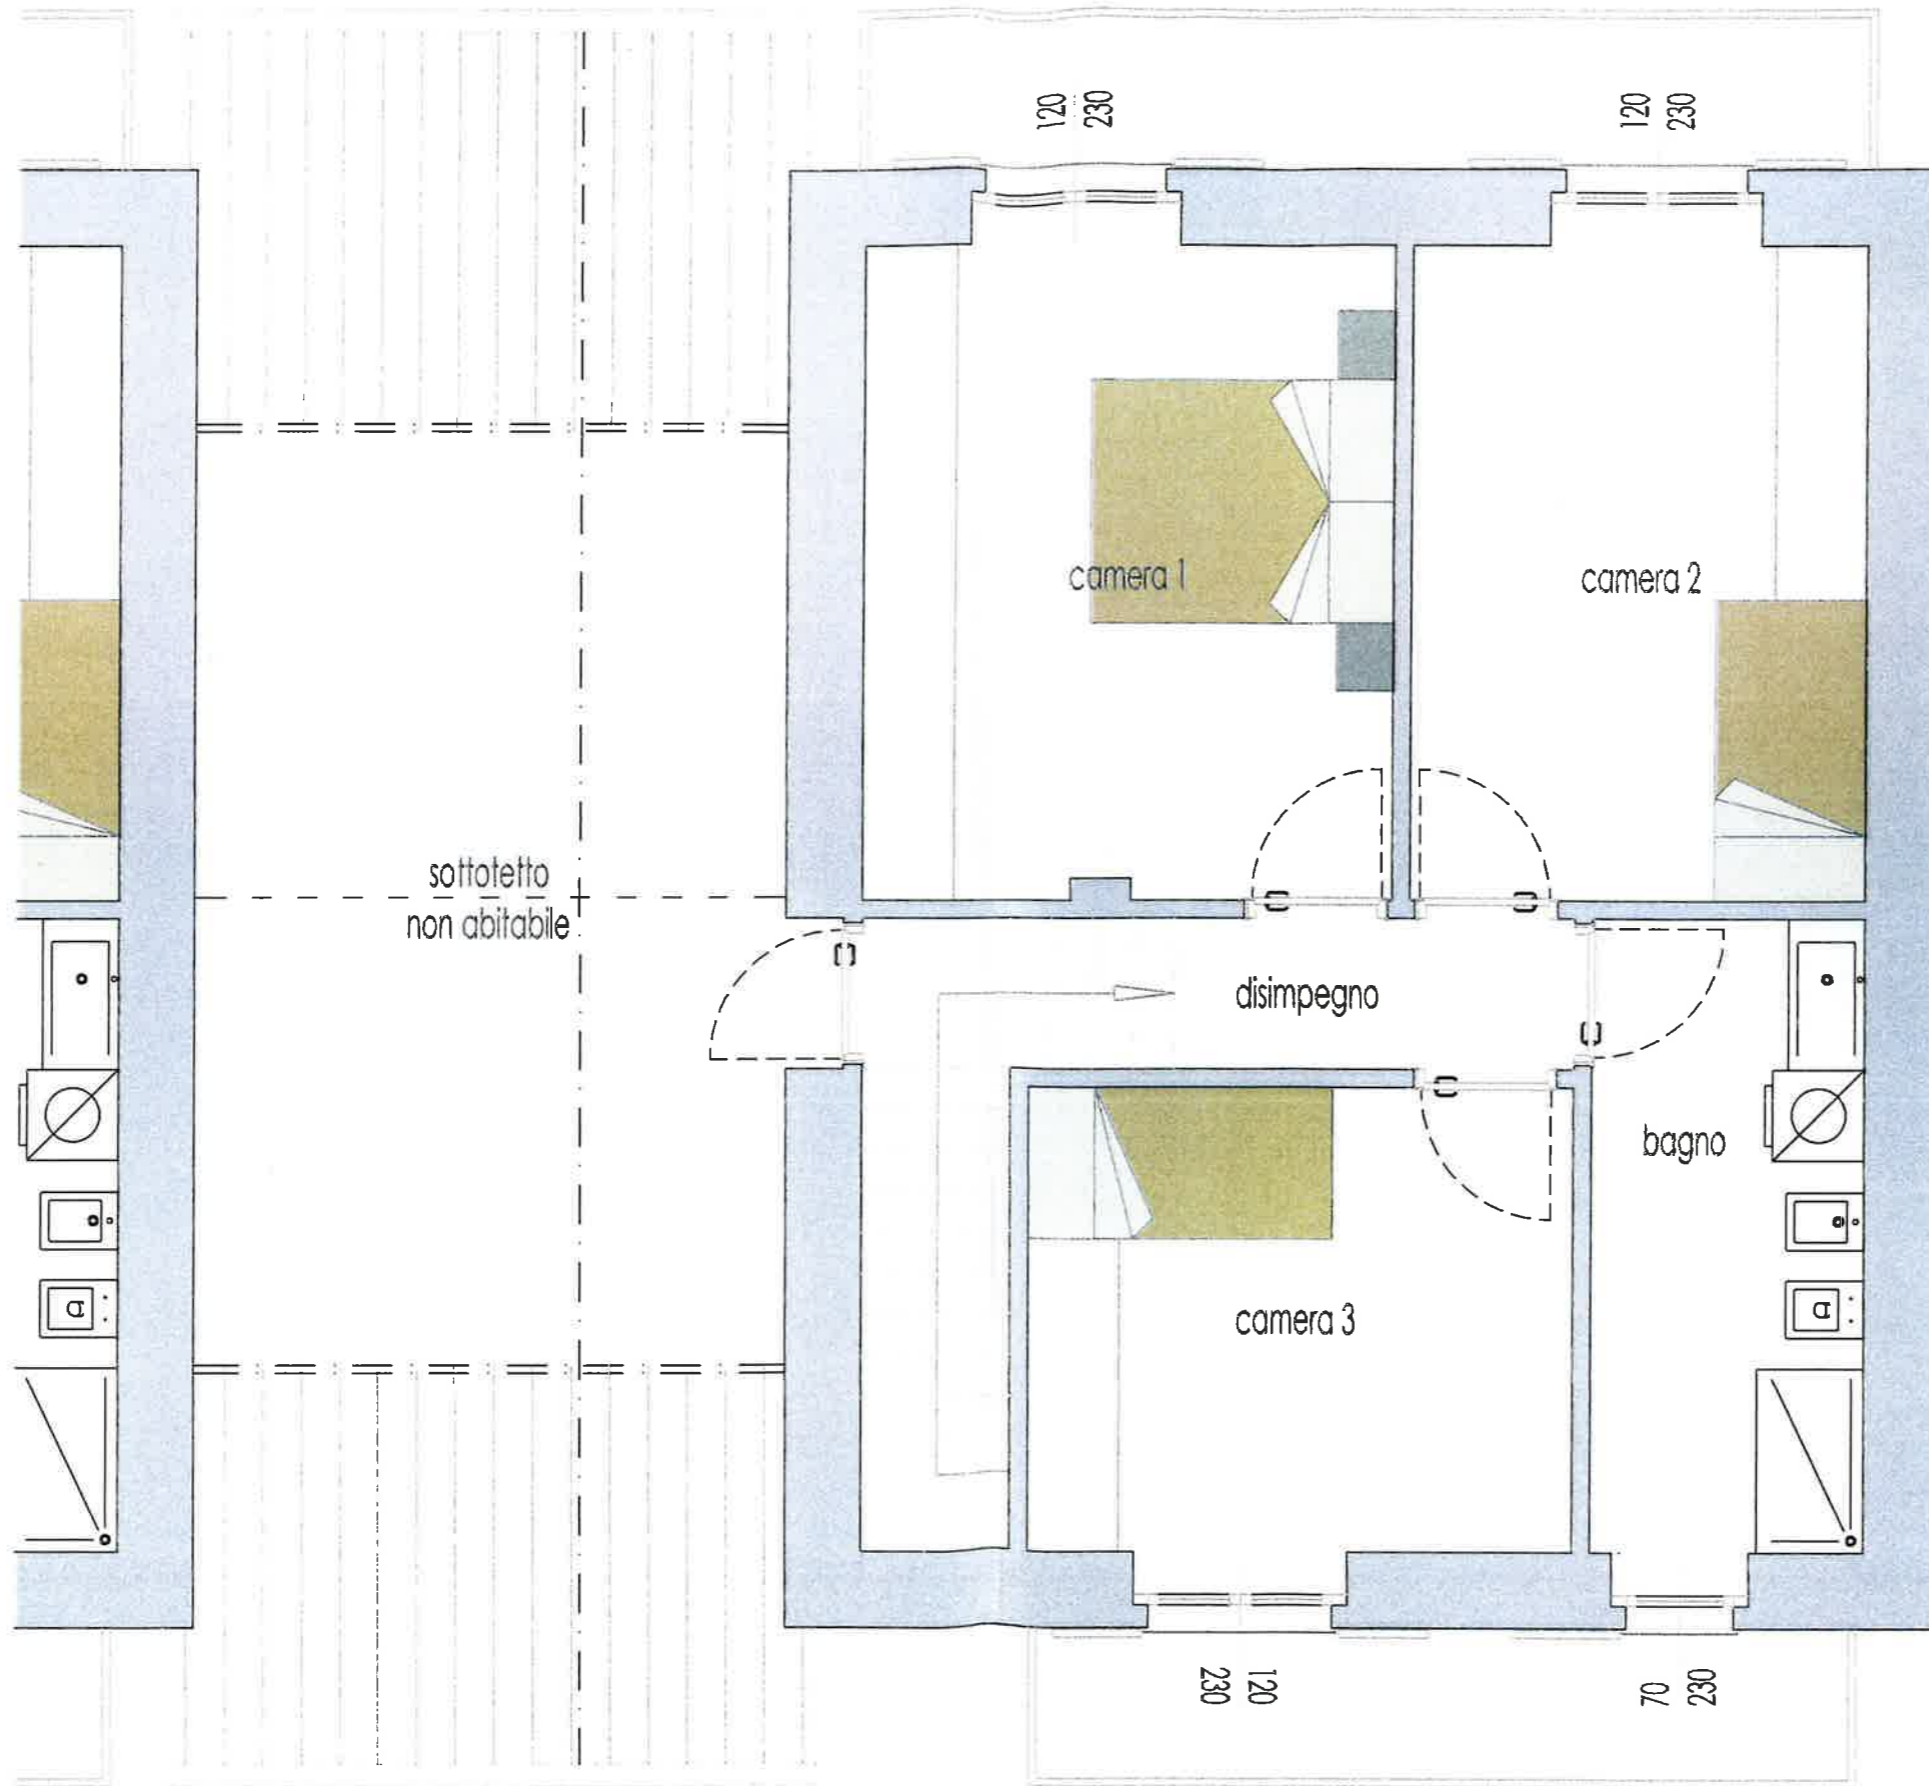 120
230
120
230
camera 1
camera 2
sottotetto
non abitabile
disimpegno
bagno
camera 3
230
120
70
230